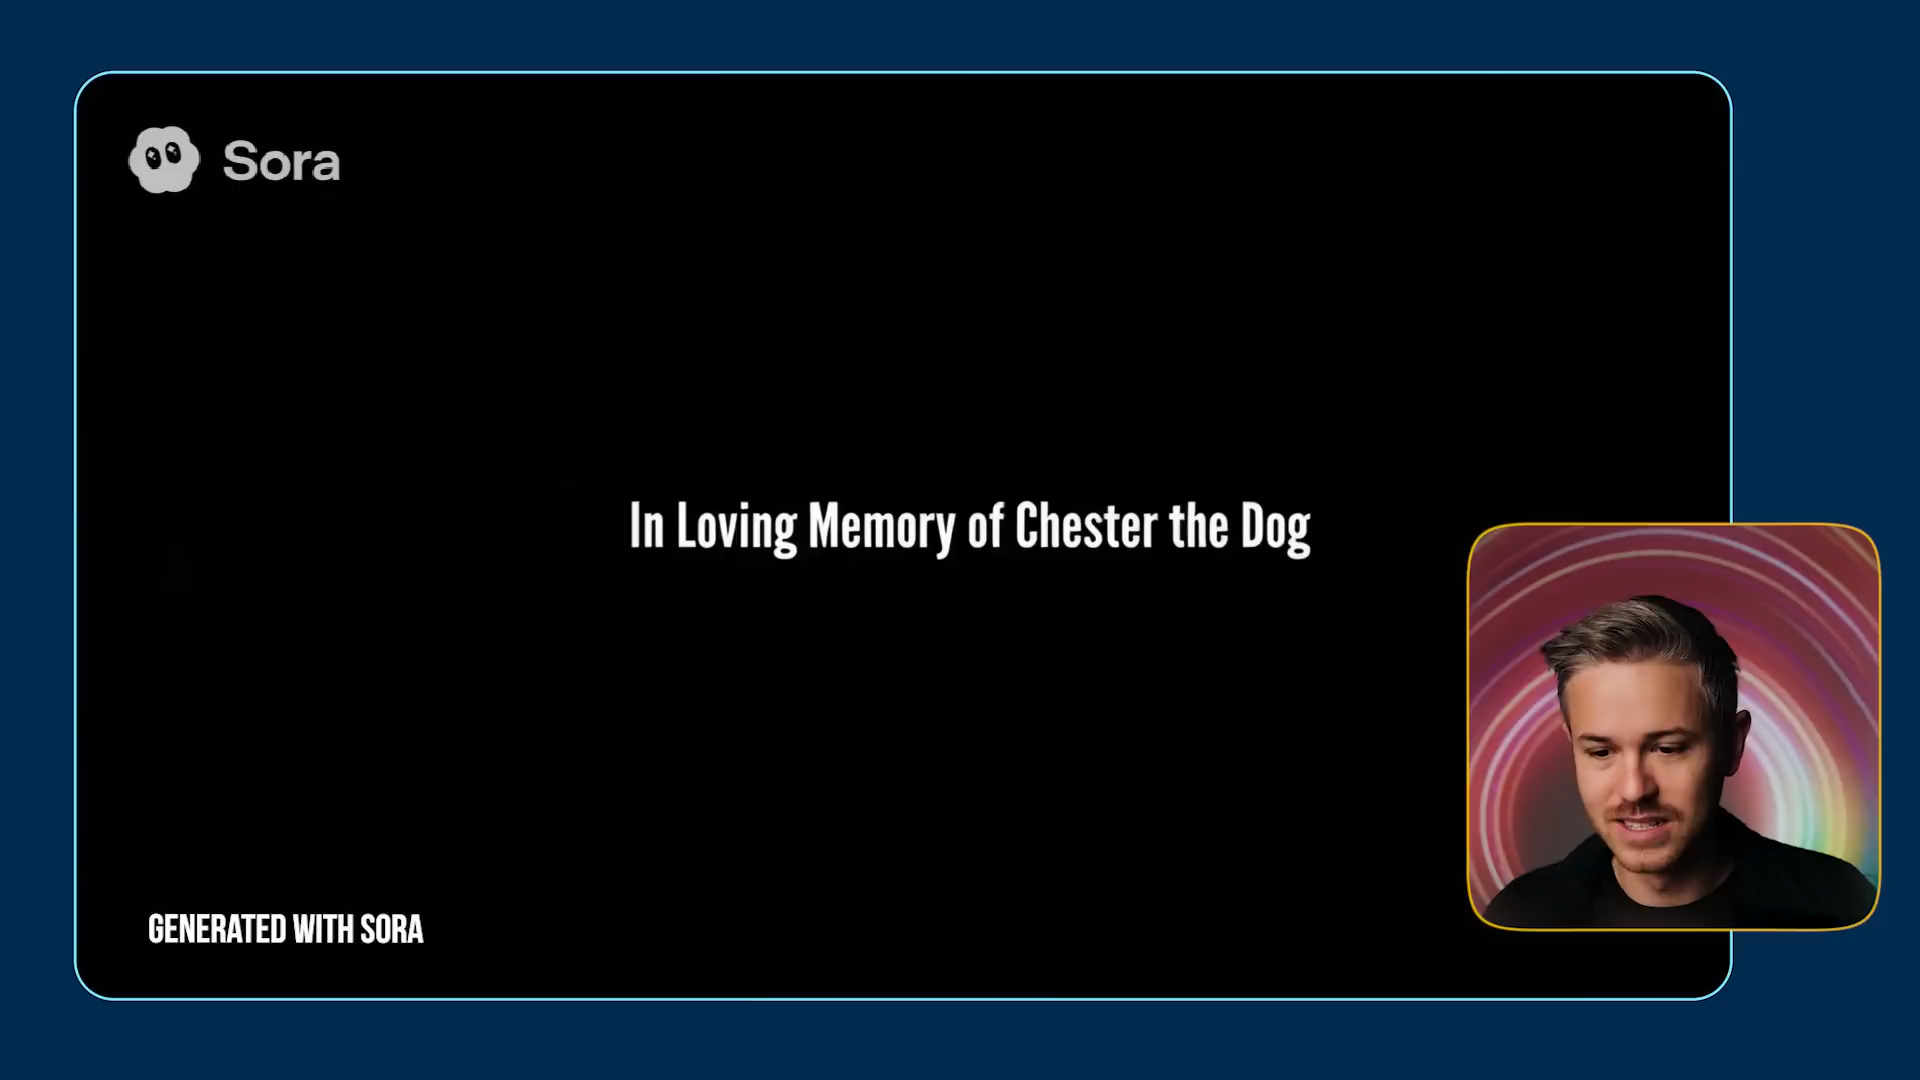 Sora
In Loving Memory of Chester the Dog
GENERATED WITH SORA